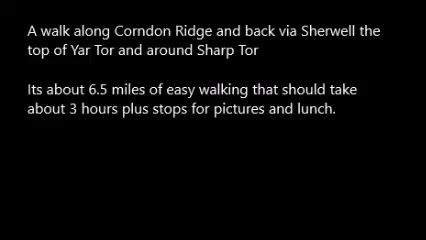 A walk along Corndon Ridge and back via Sherwell the
top of Yar Tor and around Sharp Tor
Its about 6.5 miles of easy walking that should take
about 3 hours plus stops for pictures and lunch.